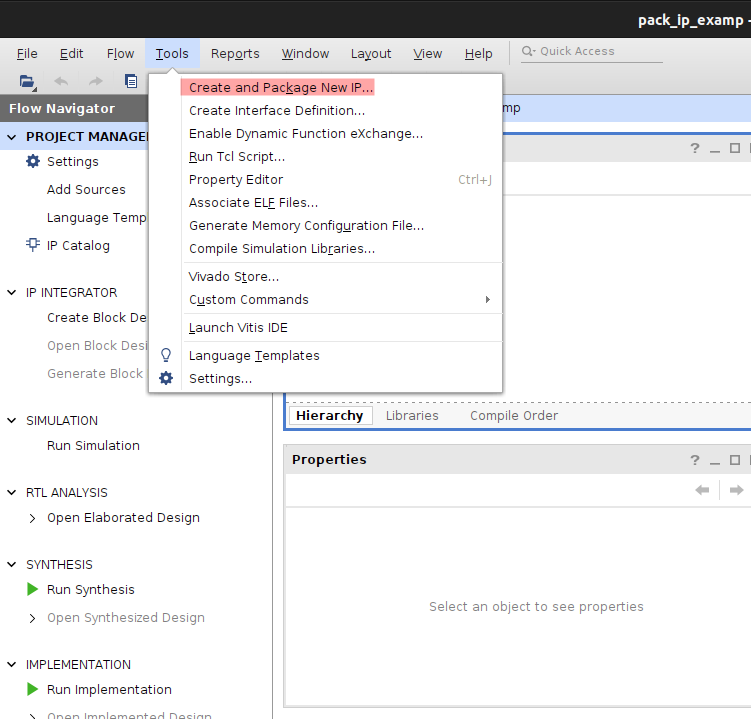 pack_ip_examp -
File Edit Flow Tools Reports Window Layout View Help Quick Access
Flow Navigator
PROJECT MANAGE
Settings
Add Sources
Language Temp
IP Catalog
IP INTEGRATOR
Create Block De
Open Block Desi
Generate Block
SIMULATION
Run Simulation
RTL ANALYSIS
Open Elaborated Design
SYNTHESIS
Run Synthesis
Open Synthesized Design
IMPLEMENTATION
Run Implementation
Open Implemented Design
Create and Package New IP...
Create Interface Definition...
Enable Dynamic Function eXchange...
Run Tcl Script...
Property Editor Ctrl+J
Associate ELF Files...
Generate Memory Configuration File...
Compile Simulation Libraries...
Vivado Store...
Custom Commands
Launch Vitis IDE
Language Templates
Settings...
mp
?
Hierarchy Libraries Compile Order
Properties ?
Select an object to see properties